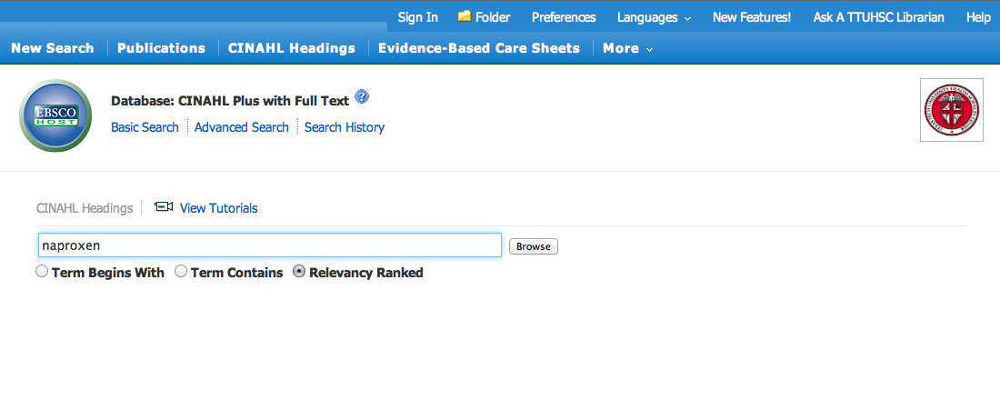 Sign In Folder Preferences Languages New Features! Ask A TTUHSC Librarian Help
New Search Publications CINAHL Headings Evidence-Based Care Sheets More
EBSCO
HOST
Database: CINAHL Plus with Full Text ?
Basic Search Advanced Search Search History
CINAHL Headings View Tutorials
naproxen Browse
Term Begins With Term Contains Relevancy Ranked